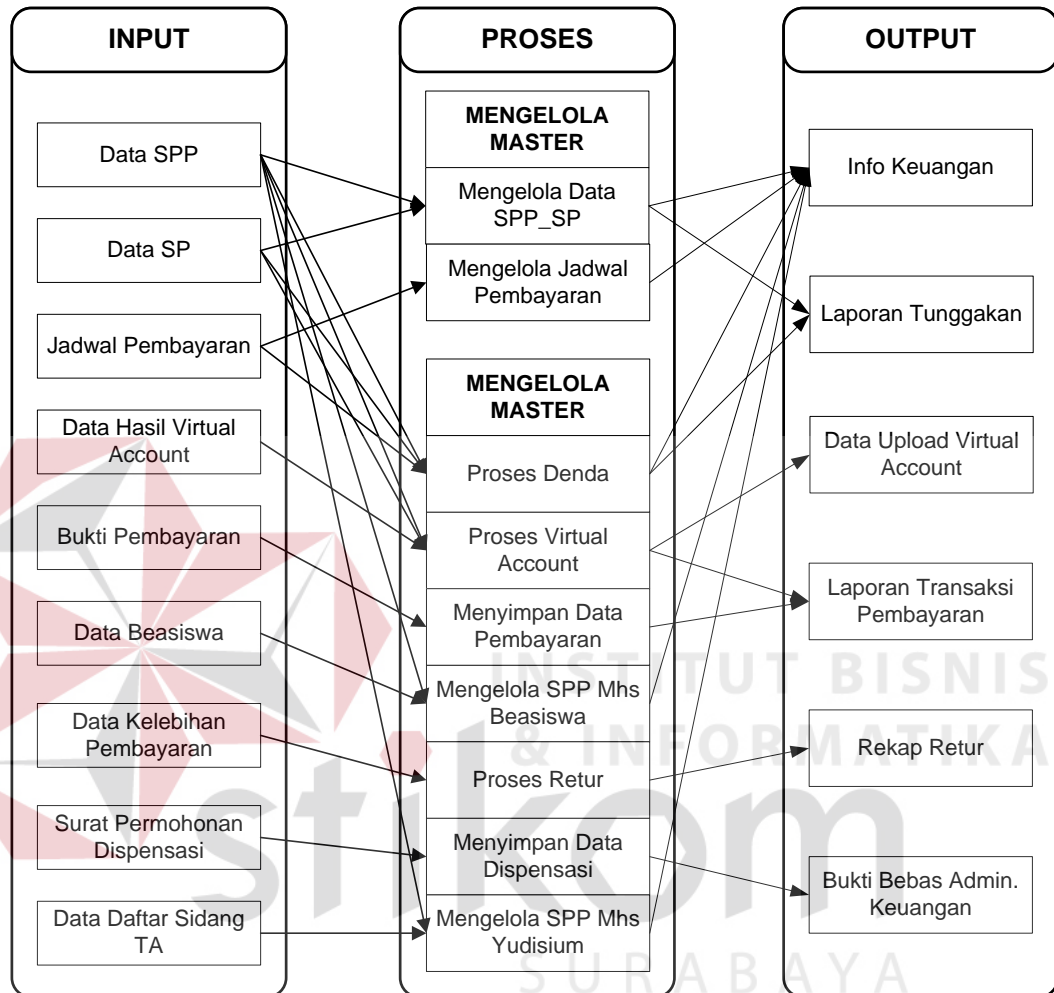 INPUT
Data SPP
Data SP
Jadwal Pembayaran
Data Hasil Virtual
Account
Bukti Pembayaran
Data Beasiswa
Data Kelebihan
Pembayaran
Surat Permohonan
Dispensasi
Data Daftar Sidang
TA
PROSES
MENGELOLA
MASTER
Mengelola Data
SPP_SP
Mengelola Jadwal
Pembayaran
MENGELOLA
MASTER
Proses Denda
Proses Virtual
Account
Menyimpan Data
Pembayaran
Mengelola SPP Mhs
Beasiswa
Proses Retur
Menyimpan Data
Dispensasi
Mengelola SPP Mhs
Yudisium
OUTPUT
Info Keuangan
Laporan Tunggakan
Data Upload Virtual
Account
Laporan Transaksi
Pembayaran
Rekap Retur
Bukti Bebas Admin.
Keuangan
INSTITUT BISNIS
& INFORMATIKA
stikom
SURABAYA